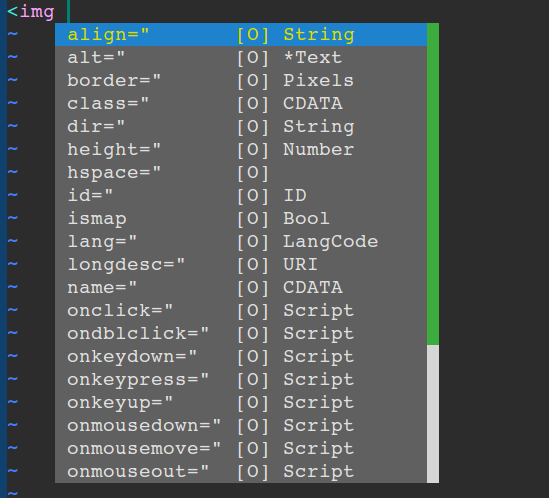 <img
~ align=" [O] String
~ alt=" [O] *Text
~ border=" [O] Pixels
~ class=" [O] CDATA
~ dir=" [O] String
~ height=" [O] Number
~ hspace=" [O]
~ id=" [O] ID
~ ismap [O] Bool
~ lang=" [O] LangCode
~ longdesc=" [O] URI
~ name=" [O] CDATA
~ onclick=" [O] Script
~ ondblclick=" [O] Script
~ onkeydown=" [O] Script
~ onkeypress=" [O] Script
~ onkeyup=" [O] Script
~ onmousedown=" [O] Script
~ onmousemove=" [O] Script
~ onmouseout=" [O] Script
~